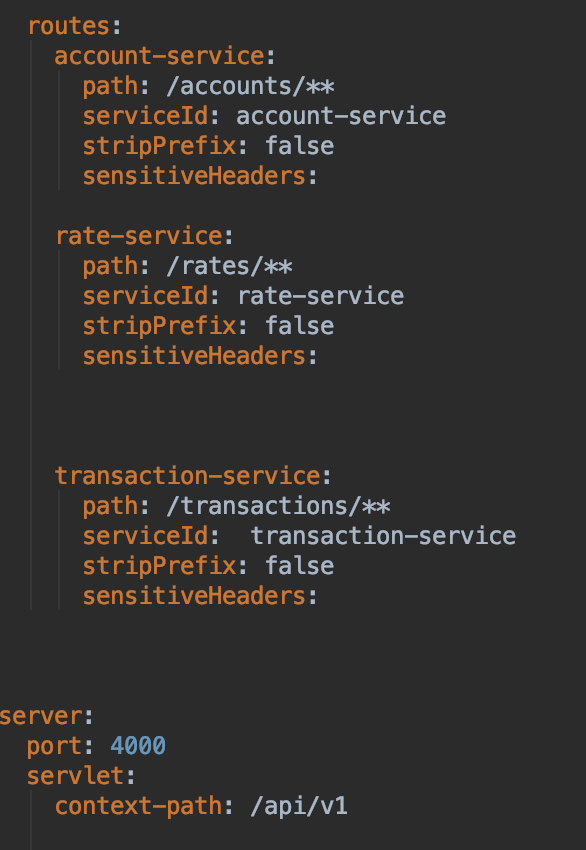 routes:
account-service:
path: /accounts/**
serviceId: account-service
stripPrefix: false
sensitiveHeaders:
rate-service:
path: /rates/**
serviceId: rate-service
stripPrefix: false
sensitiveHeaders:
transaction-service:
path: /transactions/**
serviceId:  transaction-service
stripPrefix: false
sensitiveHeaders:
server:
port: 4000
servlet:
context-path: /api/v1